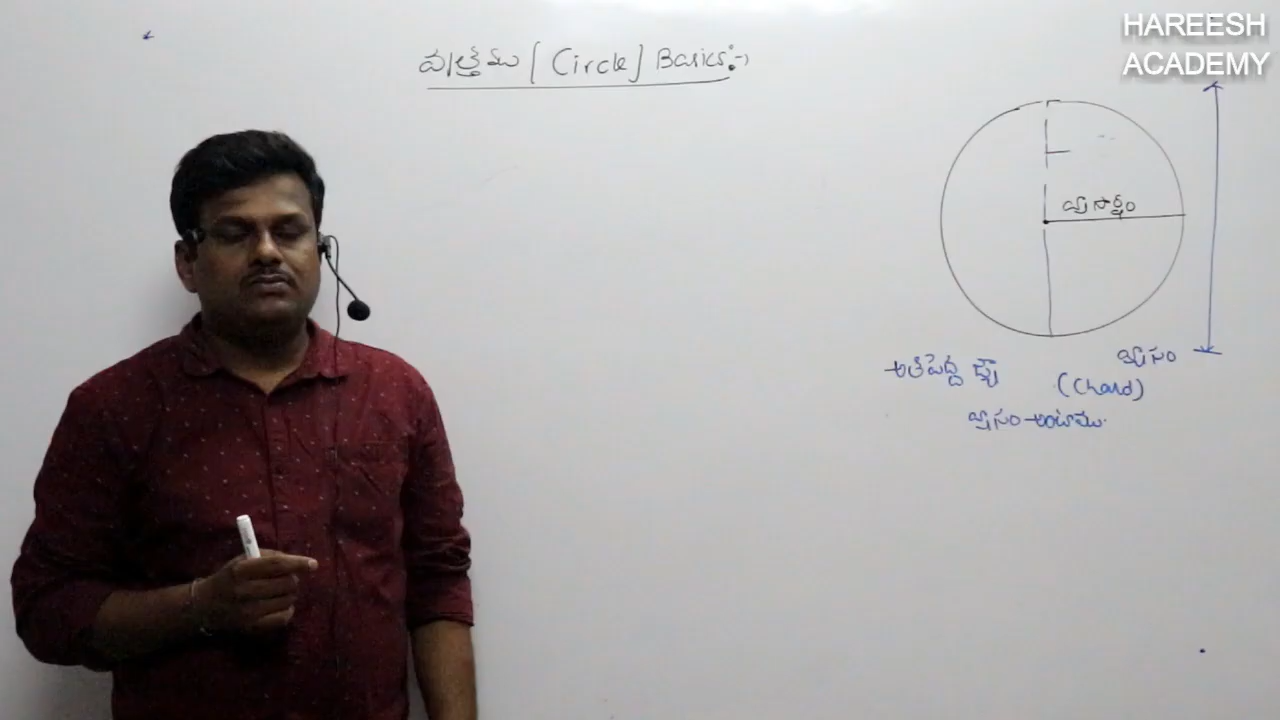 HAREESH
ACADEMY
వృత్తము (Circle) Basics:-
వ్యాసార్ధం
వ్యాసం
అతిపెద్ద జ్యా (Chord)
వ్యాసం అంటాము.